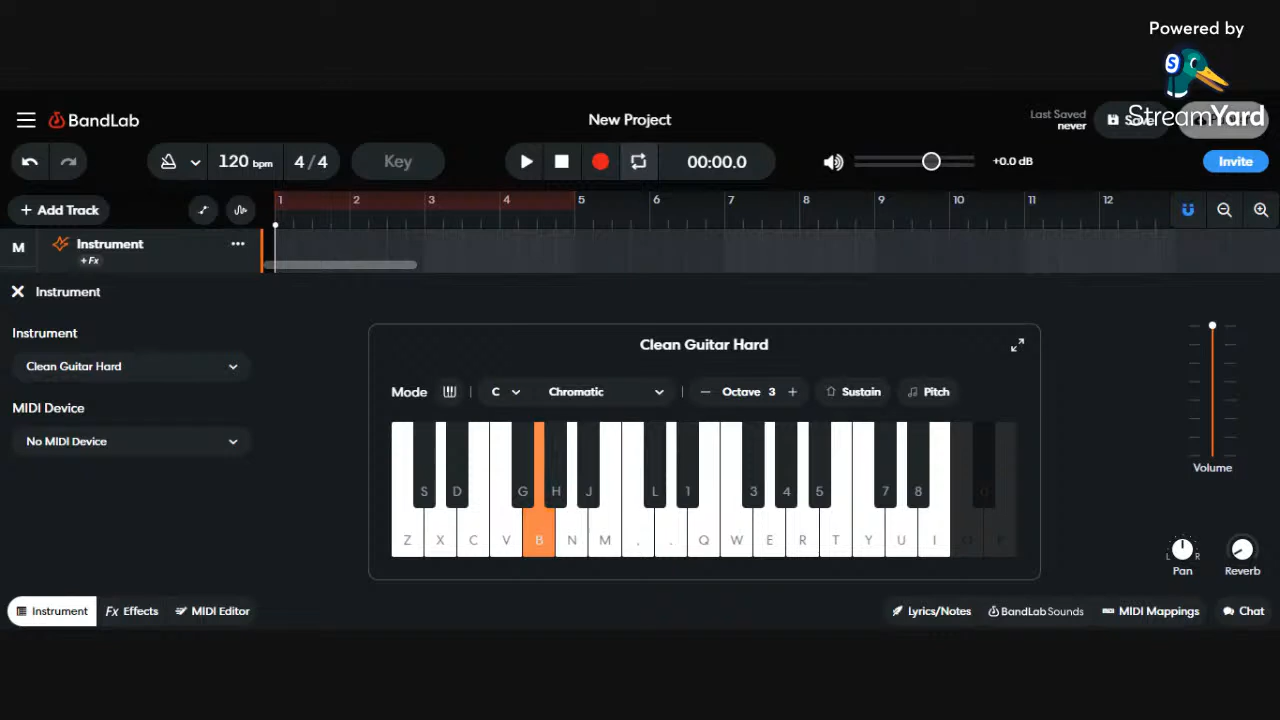 Powered by
StreamYard
BandLab
New Project
Last Saved
never
Save
120 bpm
4/4
Key
00:00.0
+0.0 dB
Invite
+ Add Track
1 2 3 4 5 6 7 8 9 10 11 12
M
Instrument
+ Fx
Instrument
Instrument
Clean Guitar Hard
MIDI Device
No MIDI Device
Clean Guitar Hard
Mode
C
Chromatic
Octave 3
Sustain
Pitch
S D G H J L 1 3 4 5 7 8
Z X C V B N M , . Q W E R T Y U I
Volume
L R
Pan
Reverb
Instrument
Fx Effects
MIDI Editor
Lyrics/Notes
BandLab Sounds
MIDI Mappings
Chat